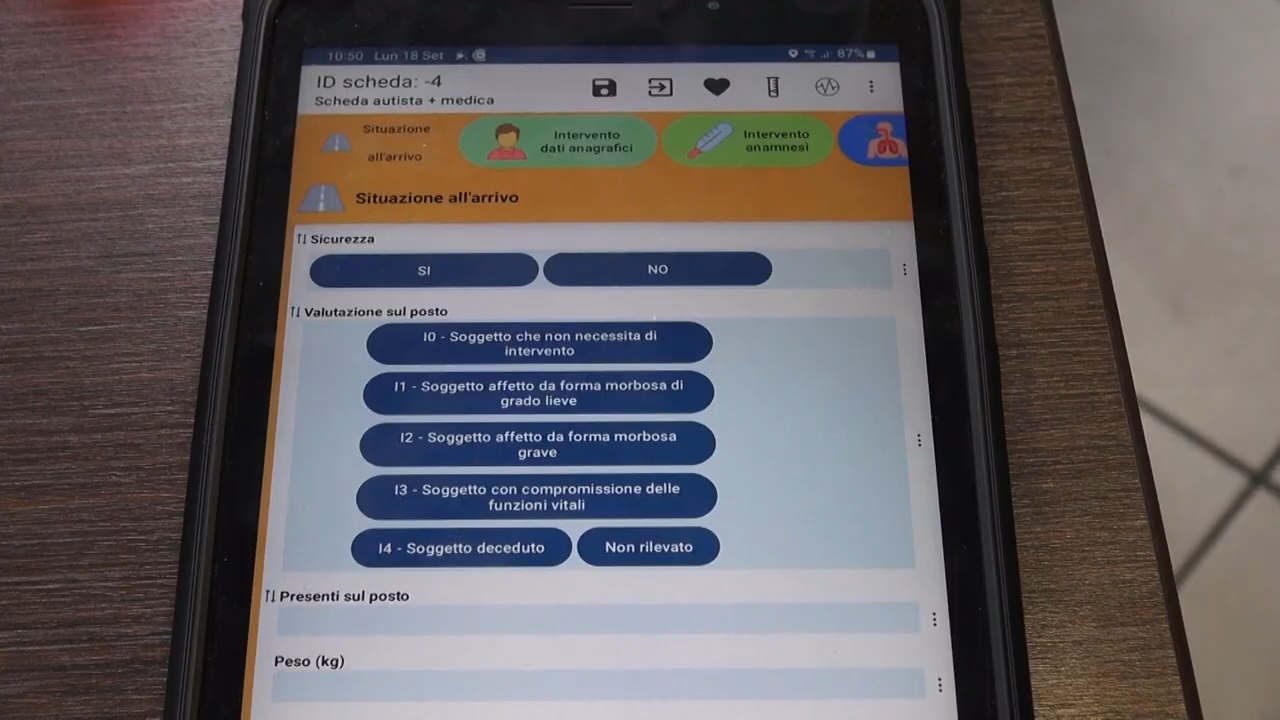 10:50 Lun 18 Set
87%
ID scheda: -4
Scheda autista + medica
Situazione
all'arrivo
Intervento
dati anagrafici
Intervento
anamnesi
Situazione all'arrivo
Sicurezza
SI
NO
Valutazione sul posto
I0 - Soggetto che non necessita di
intervento
I1 - Soggetto affetto da forma morbosa di
grado lieve
I2 - Soggetto affetto da forma morbosa
grave
I3 - Soggetto con compromissione delle
funzioni vitali
I4 - Soggetto deceduto
Non rilevato
Presenti sul posto
Peso (kg)